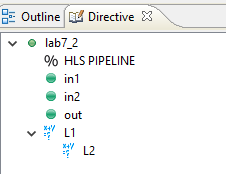 Outline Directive
lab7_2
% HLS PIPELINE
in1
in2
out
L1
L2